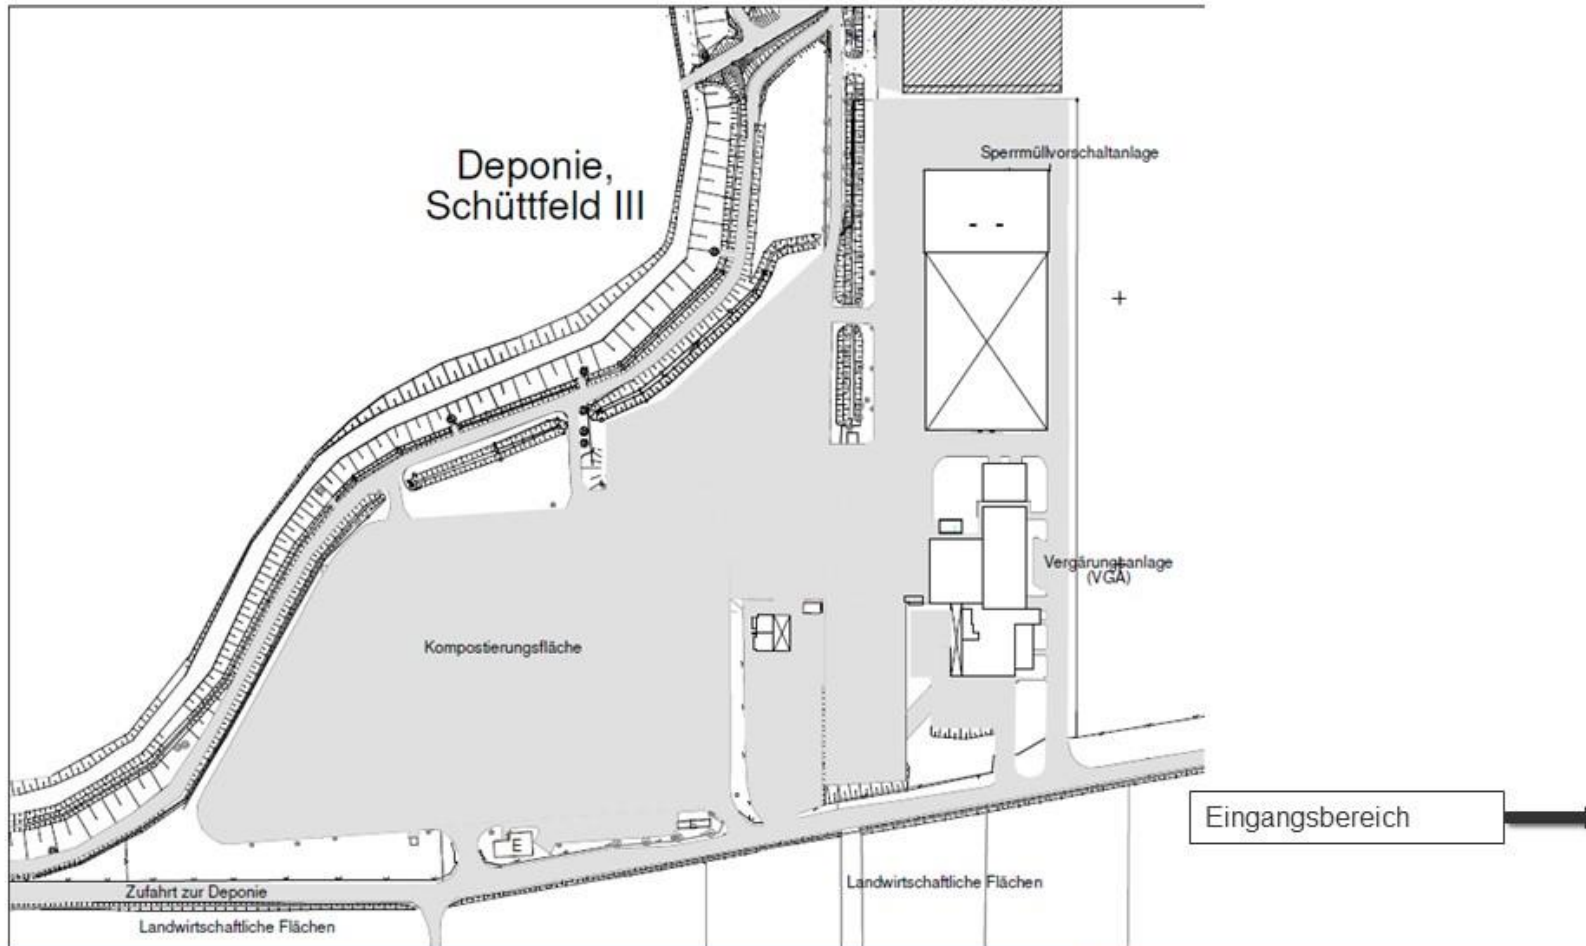 Sperrmüllvorschaltanlage
Deponie,
Schüttfeld III
Vergärungsanlage
(VGA)
Kompostierungsfläche
Eingangsbereich
E
Landwirtschaftliche Flächen
Zufahrt zur Deponie
Landwirtschaftliche Flächen